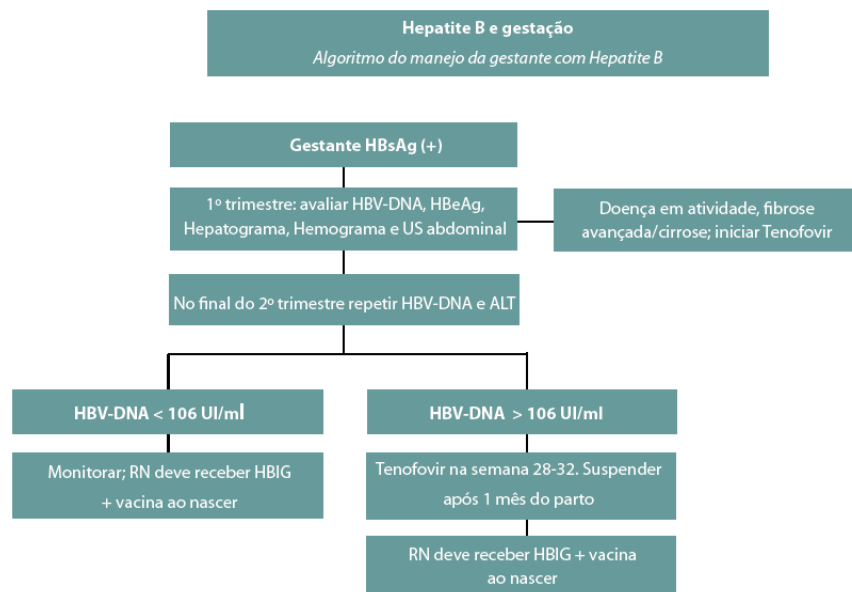 Hepatite B e gestação
Algoritmo do manejo da gestante com Hepatite B
Gestante HBsAg (+)
1º trimestre: avaliar HBV-DNA, HBeAg,
Hepatograma, Hemograma e US abdominal
Doença em atividade, fibrose
avançada/cirrose; iniciar Tenofovir
No final do 2º trimestre repetir HBV-DNA e ALT
HBV-DNA < 106 UI/ml
HBV-DNA > 106 UI/ml
Monitorar; RN deve receber HBIG
+ vacina ao nascer
Tenofovir na semana 28-32. Suspender
após 1 mês do parto
RN deve receber HBIG + vacina
ao nascer